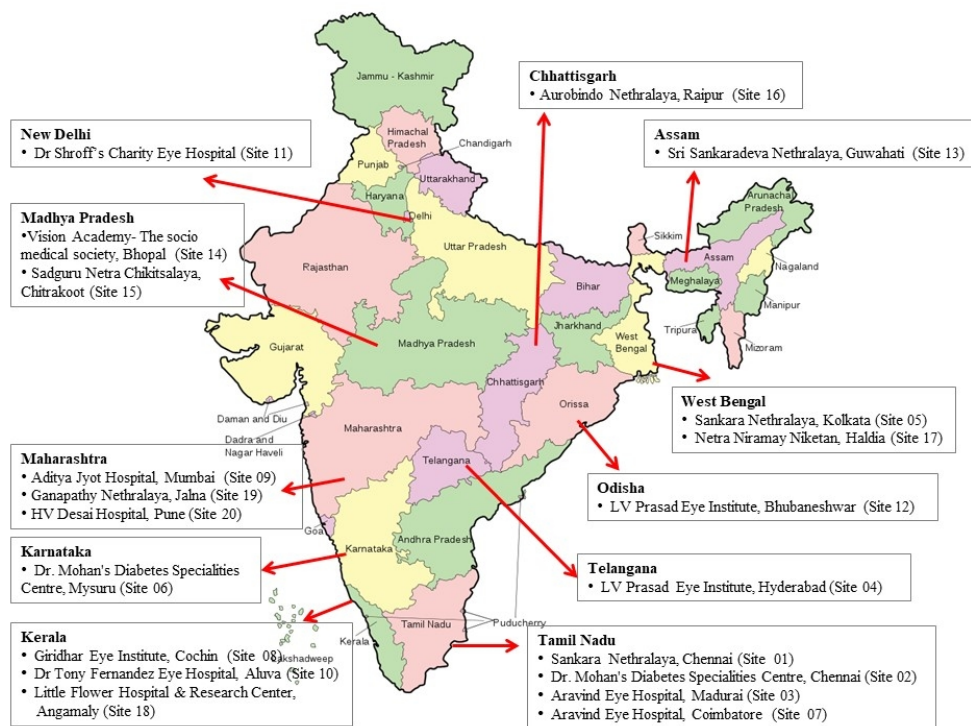 Jammu - Kashmir
Himachal
Pradesh
Punjab
Chandigarh
Uttarakhand
Haryana
Delhi
Rajasthan
Uttar Pradesh
Bihar
Sikkim
Arunachal
Pradesh
Assam
Nagaland
Meghalaya
Manipur
Tripura
Mizoram
Jharkhand
West
Bengal
Gujarat
Madhya Pradesh
Chhattisgarh
Orissa
Daman and Diu
Dadra and
Nagar Haveli
Maharashtra
Telangana
Goa
Karnataka
Andhra Pradesh
Tamil Nadu
Puducherry
Kerala
Lakshadweep
Chhattisgarh
• Aurobindo Nethralaya, Raipur (Site 16)
New Delhi
• Dr Shroff's Charity Eye Hospital (Site 11)
Assam
• Sri Sankaradeva Nethralaya, Guwahati (Site 13)
Madhya Pradesh
•Vision Academy- The socio
medical society, Bhopal (Site 14)
• Sadguru Netra Chikitsalaya,
Chitrakoot (Site 15)
West Bengal
• Sankara Nethralaya, Kolkata (Site 05)
• Netra Niramay Niketan, Haldia (Site 17)
Maharashtra
• Aditya Jyot Hospital, Mumbai (Site 09)
• Ganapathy Nethralaya, Jalna (Site 19)
• HV Desai Hospital, Pune (Site 20)
Odisha
• LV Prasad Eye Institute, Bhubaneshwar (Site 12)
Karnataka
• Dr. Mohan's Diabetes Specialities
Centre, Mysuru (Site 06)
Telangana
• LV Prasad Eye Institute, Hyderabad (Site 04)
Kerala
• Giridhar Eye Institute, Cochin (Site 08)
• Dr Tony Fernandez Eye Hospital, Aluva (Site 10)
• Little Flower Hospital & Research Center,
Angamaly (Site 18)
Tamil Nadu
• Sankara Nethralaya, Chennai (Site 01)
• Dr. Mohan's Diabetes Specialities Centre, Chennai (Site 02)
• Aravind Eye Hospital, Madurai (Site 03)
• Aravind Eye Hospital, Coimbatore (Site 07)